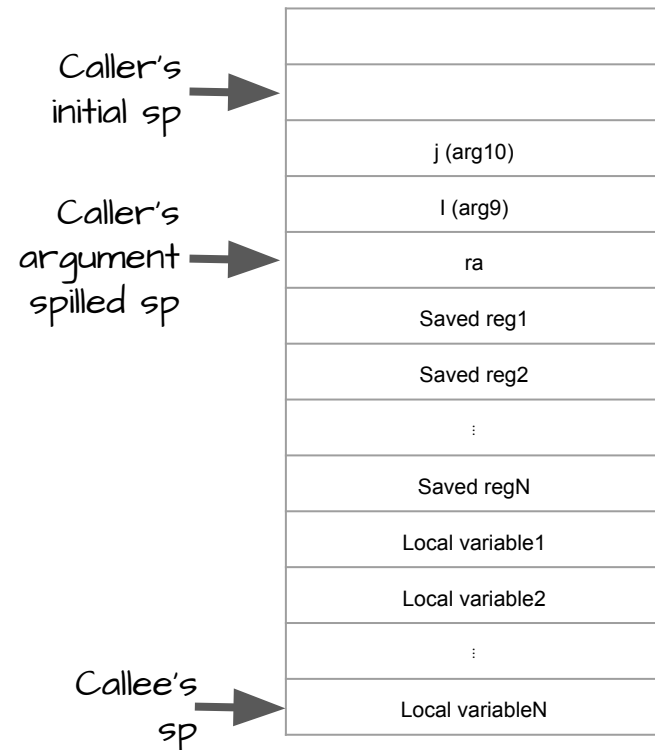 Caller's
initial sp
j (arg10)
I (arg9)
Caller's
argument
spilled sp
ra
Saved reg1
Saved reg2
⋮
Saved regN
Local variable1
Local variable2
⋮
Callee's
sp
Local variableN